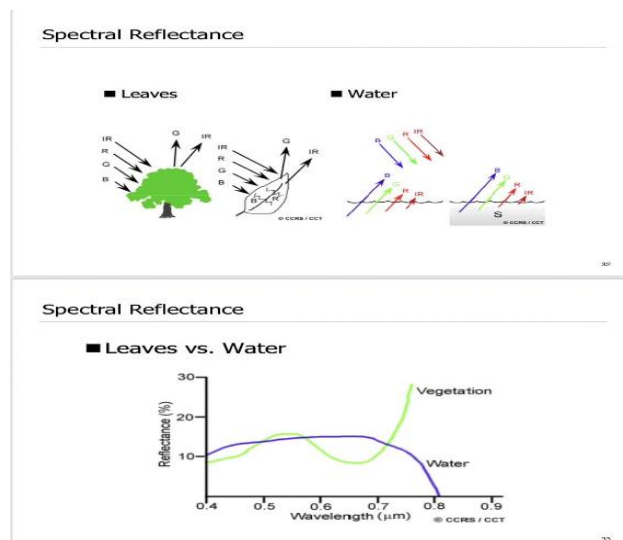 Spectral Reflectance
■ Leaves
■ Water
IR
R
G
B
G
IR
IR
R
G
B
G
IR
B
R
© CCRS / CCT
B
G
R
IR
B
G
R
IR
B
G
R
IR
S
© CCRS / CCT
32
Spectral Reflectance
■ Leaves vs. Water
30
20
10
Reflectance (%)
Vegetation
Water
0.4 0.5 0.6 0.7 0.8 0.9
Wavelength (μm)
© CCRS / CCT